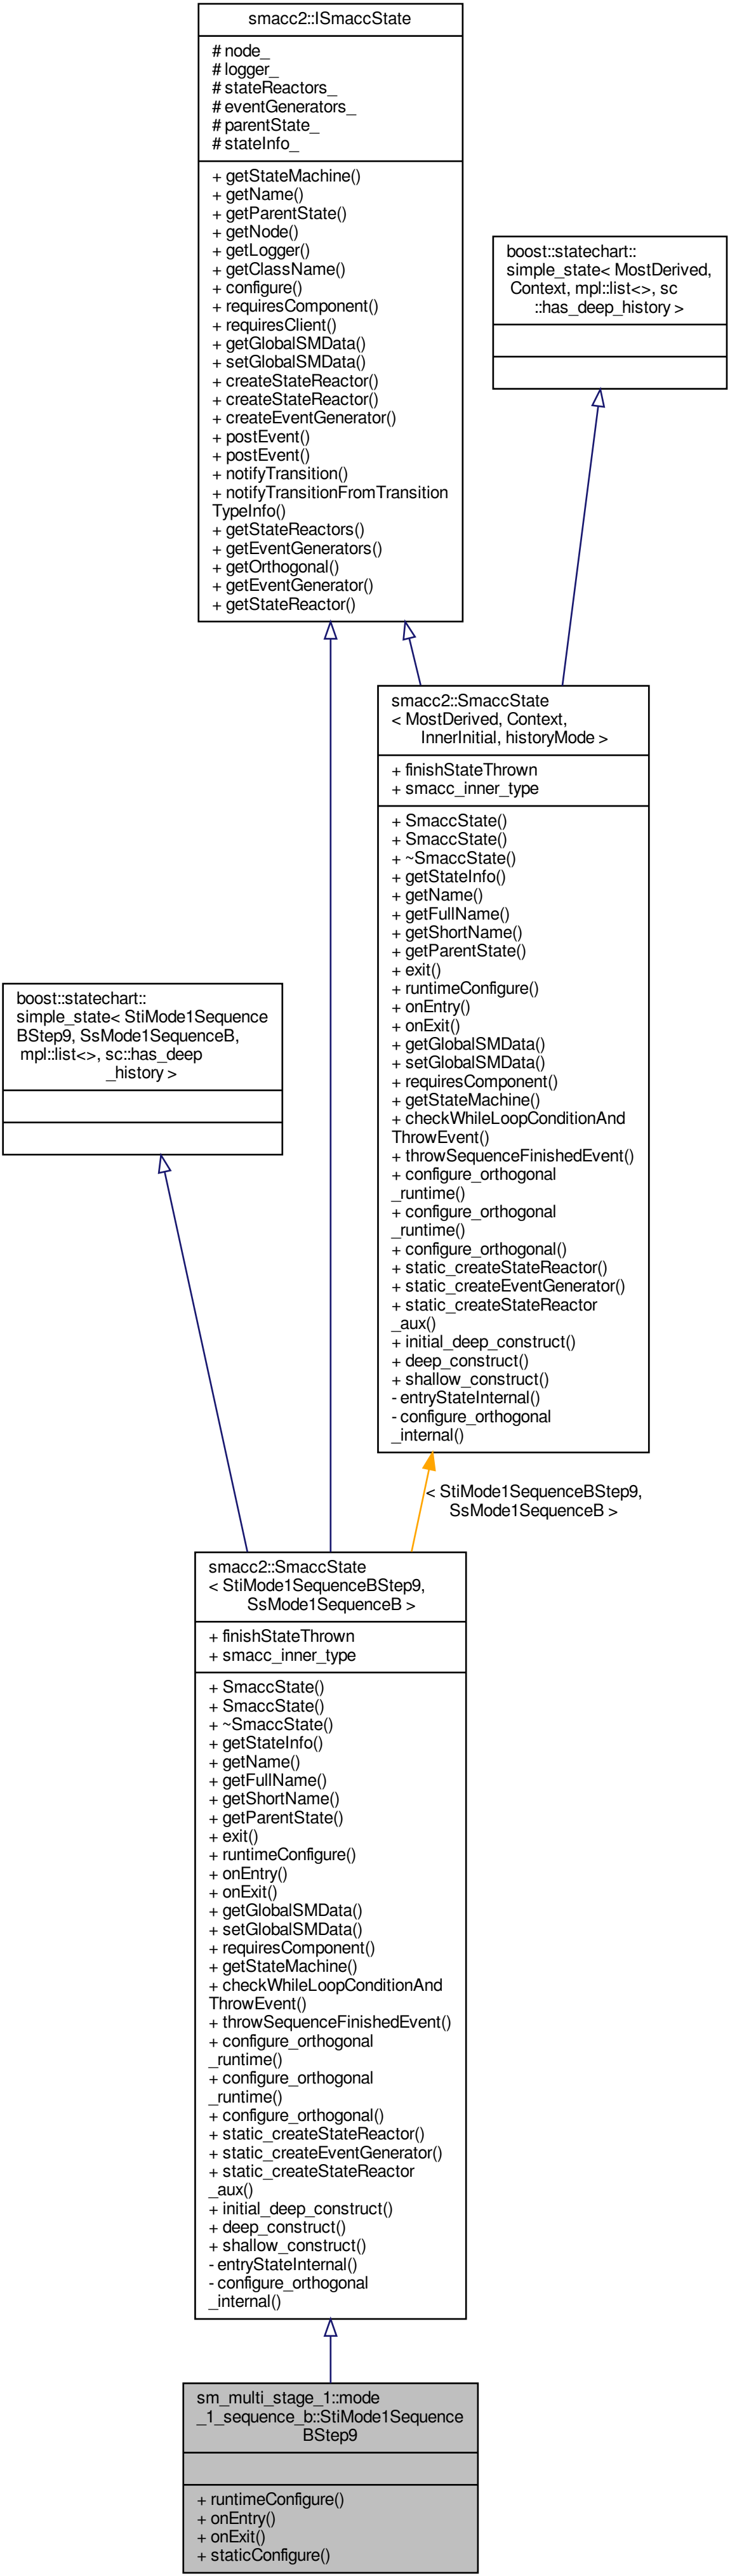 smacc2::ISmaccState
# node_
# logger_
# stateReactors_
# eventGenerators_
# parentState_
# stateInfo_
+ getStateMachine()
+ getName()
+ getParentState()
+ getNode()
+ getLogger()
+ getClassName()
+ configure()
+ requiresComponent()
+ requiresClient()
+ getGlobalSMData()
+ setGlobalSMData()
+ createStateReactor()
+ createStateReactor()
+ createEventGenerator()
+ postEvent()
+ postEvent()
+ notifyTransition()
+ notifyTransitionFromTransition
TypeInfo()
+ getStateReactors()
+ getEventGenerators()
+ getOrthogonal()
+ getEventGenerator()
+ getStateReactor()
boost::statechart::
simple_state< MostDerived,
Context, mpl::list<>, sc
::has_deep_history >
smacc2::SmaccState
< MostDerived, Context,
InnerInitial, historyMode >
+ finishStateThrown
+ smacc_inner_type
+ SmaccState()
+ SmaccState()
+ ~SmaccState()
+ getStateInfo()
+ getName()
+ getFullName()
+ getShortName()
+ getParentState()
+ exit()
+ runtimeConfigure()
+ onEntry()
+ onExit()
+ getGlobalSMData()
+ setGlobalSMData()
+ requiresComponent()
+ getStateMachine()
+ checkWhileLoopConditionAnd
ThrowEvent()
+ throwSequenceFinishedEvent()
+ configure_orthogonal
_runtime()
+ configure_orthogonal
_runtime()
+ configure_orthogonal()
+ static_createStateReactor()
+ static_createEventGenerator()
+ static_createStateReactor
_aux()
+ initial_deep_construct()
+ deep_construct()
+ shallow_construct()
- entryStateInternal()
- configure_orthogonal
_internal()
boost::statechart::
simple_state< StiMode1Sequence
BStep9, SsMode1SequenceB,
mpl::list<>, sc::has_deep
_history >
< StiMode1SequenceBStep9,
SsMode1SequenceB >
smacc2::SmaccState
< StiMode1SequenceBStep9,
SsMode1SequenceB >
+ finishStateThrown
+ smacc_inner_type
+ SmaccState()
+ SmaccState()
+ ~SmaccState()
+ getStateInfo()
+ getName()
+ getFullName()
+ getShortName()
+ getParentState()
+ exit()
+ runtimeConfigure()
+ onEntry()
+ onExit()
+ getGlobalSMData()
+ setGlobalSMData()
+ requiresComponent()
+ getStateMachine()
+ checkWhileLoopConditionAnd
ThrowEvent()
+ throwSequenceFinishedEvent()
+ configure_orthogonal
_runtime()
+ configure_orthogonal
_runtime()
+ configure_orthogonal()
+ static_createStateReactor()
+ static_createEventGenerator()
+ static_createStateReactor
_aux()
+ initial_deep_construct()
+ deep_construct()
+ shallow_construct()
- entryStateInternal()
- configure_orthogonal
_internal()
sm_multi_stage_1::mode
_1_sequence_b::StiMode1Sequence
BStep9
+ runtimeConfigure()
+ onEntry()
+ onExit()
+ staticConfigure()